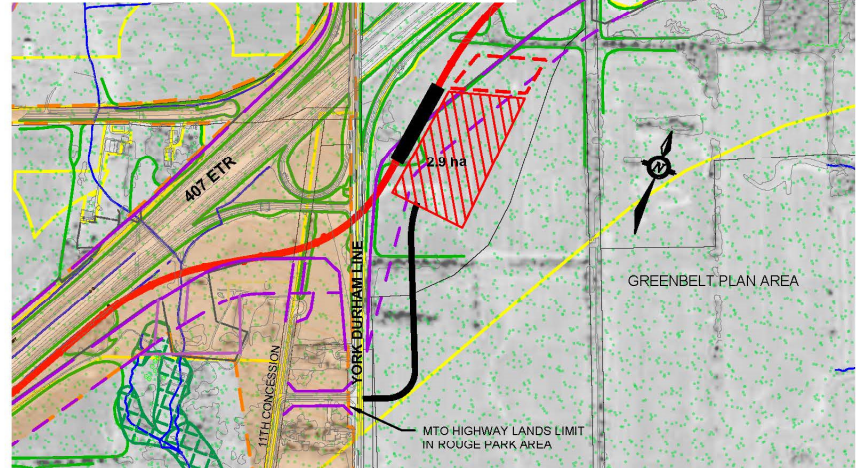 2.9 ha
407 ETR
N
YORK DURHAM LINE
GREENBELT PLAN AREA
11TH CONCESSION
MTO HIGHWAY LANDS LIMIT
IN ROUGE PARK AREA